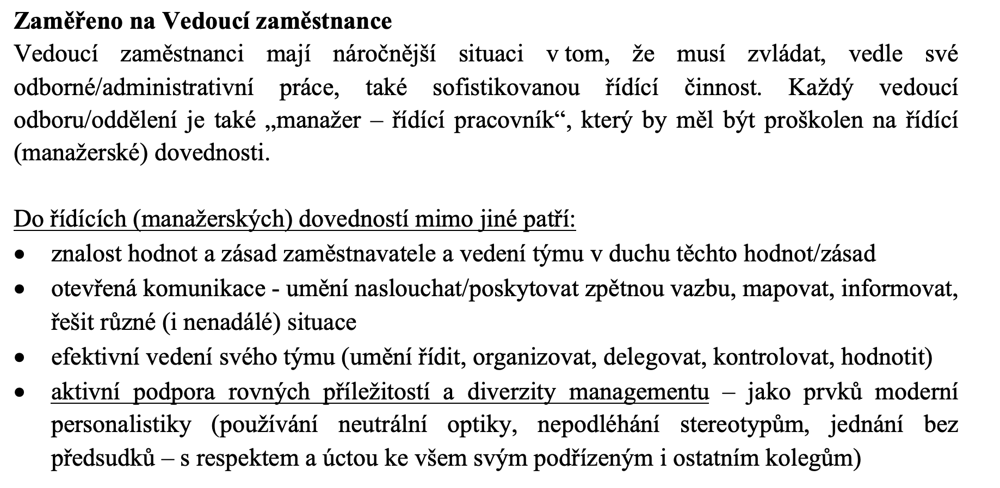 Zaměřeno na Vedoucí zaměstnance
Vedoucí zaměstnanci mají náročnější situaci v tom, že musí zvládat, vedle své
odborné/administrativní práce, také sofistikovanou řídící činnost. Každý vedoucí
odboru/oddělení je také „manažer – řídící pracovník“, který by měl být proškolen na řídící
(manažerské) dovednosti.
Do řídících (manažerských) dovedností mimo jiné patří:
• znalost hodnot a zásad zaměstnavatele a vedení týmu v duchu těchto hodnot/zásad
• otevřená komunikace - umění naslouchat/poskytovat zpětnou vazbu, mapovat, informovat,
řešit různé (i nenadálé) situace
• efektivní vedení svého týmu (umění řídit, organizovat, delegovat, kontrolovat, hodnotit)
• aktivní podpora rovných příležitostí a diverzity managementu – jako prvků moderní
personalistiky (používání neutrální optiky, nepodléhání stereotypům, jednání bez
předsudků – s respektem a úctou ke všem svým podřízeným i ostatním kolegům)